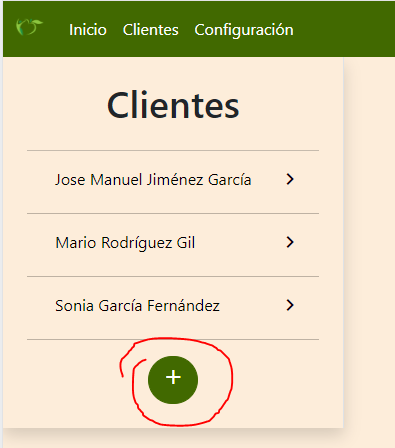 Inicio Clientes Configuración
Clientes
Jose Manuel Jiménez García
Mario Rodríguez Gil
Sonia García Fernández
+